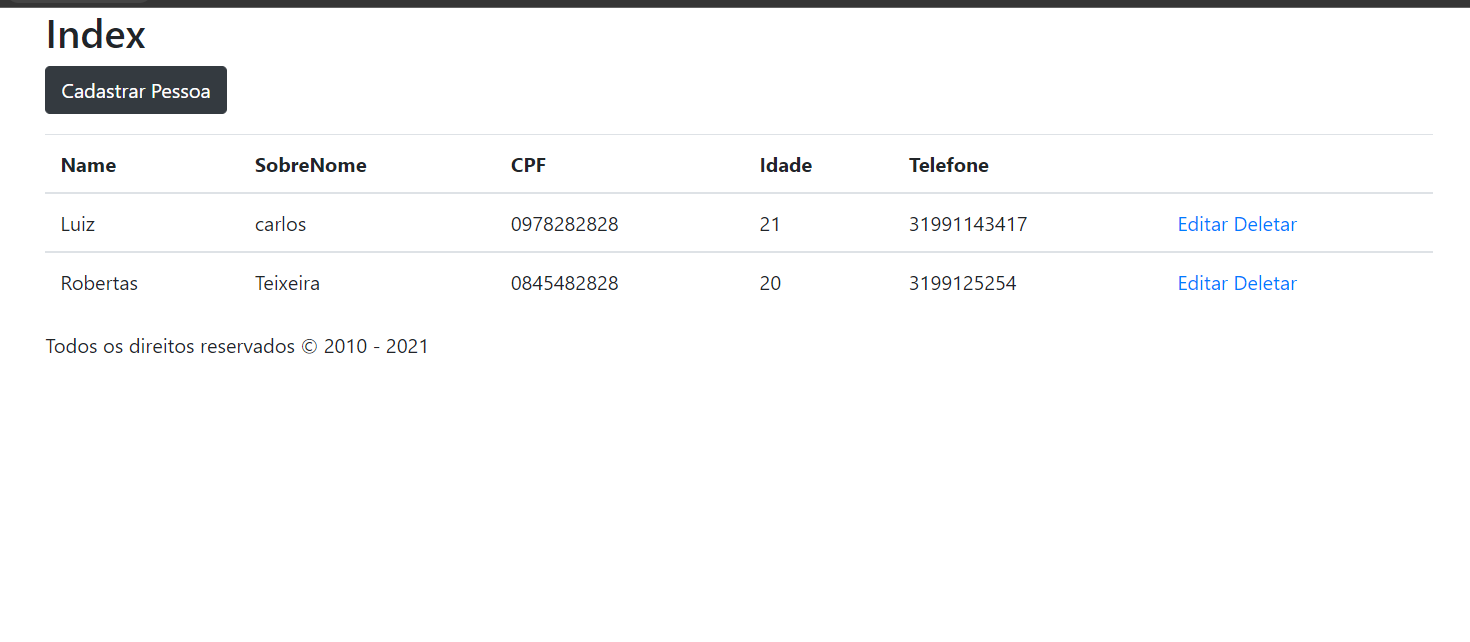 Index
Cadastrar Pessoa
Name SobreNome CPF Idade Telefone
Luiz carlos 0978282828 21 31991143417 Editar Deletar
Robertas Teixeira 0845482828 20 3199125254 Editar Deletar
Todos os direitos reservados © 2010 - 2021